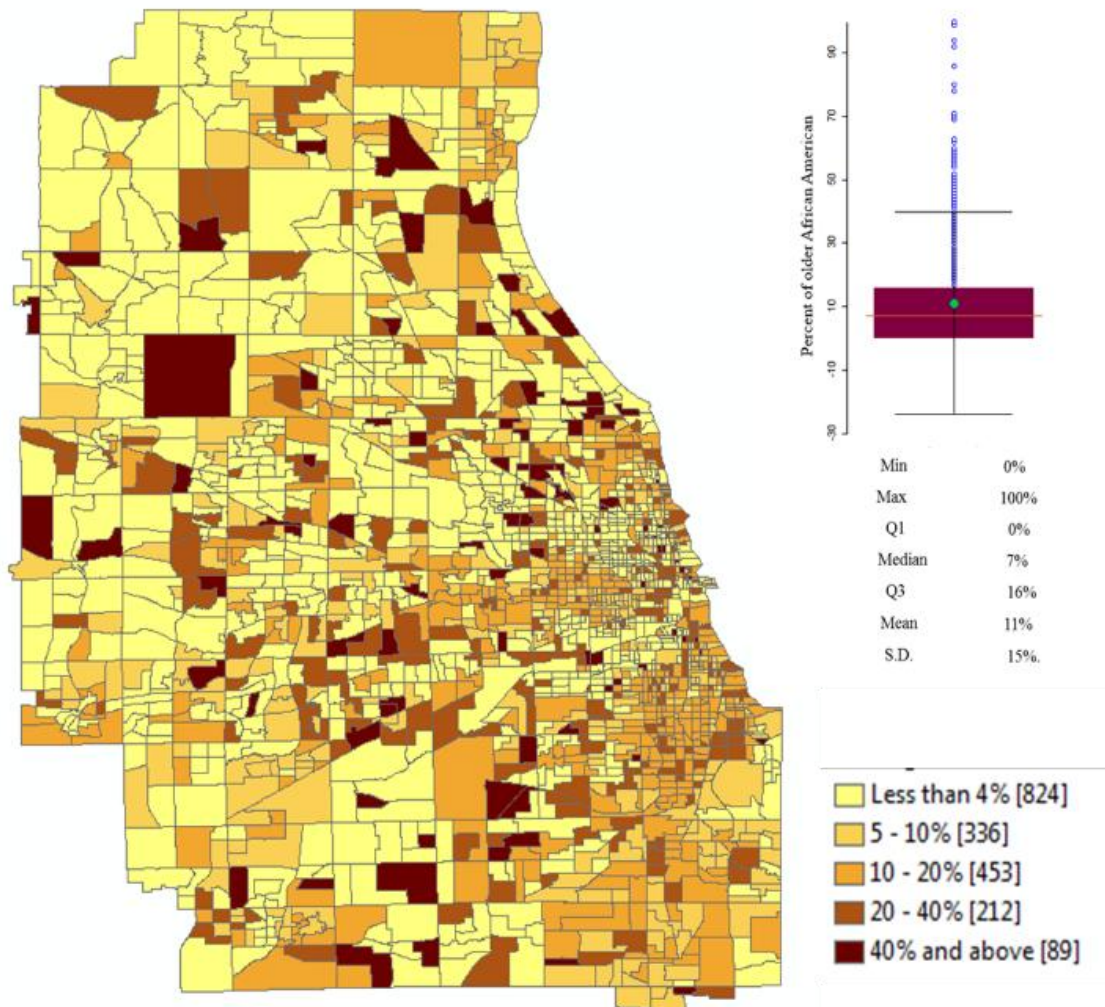 Percent of older African American
90
70
50
30
10
-10
-30
Min 0%
Max 100%
Q1 0%
Median 7%
Q3 16%
Mean 11%
S.D. 15%.
Less than 4% [824]
5 - 10% [336]
10 - 20% [453]
20 - 40% [212]
40% and above [89]